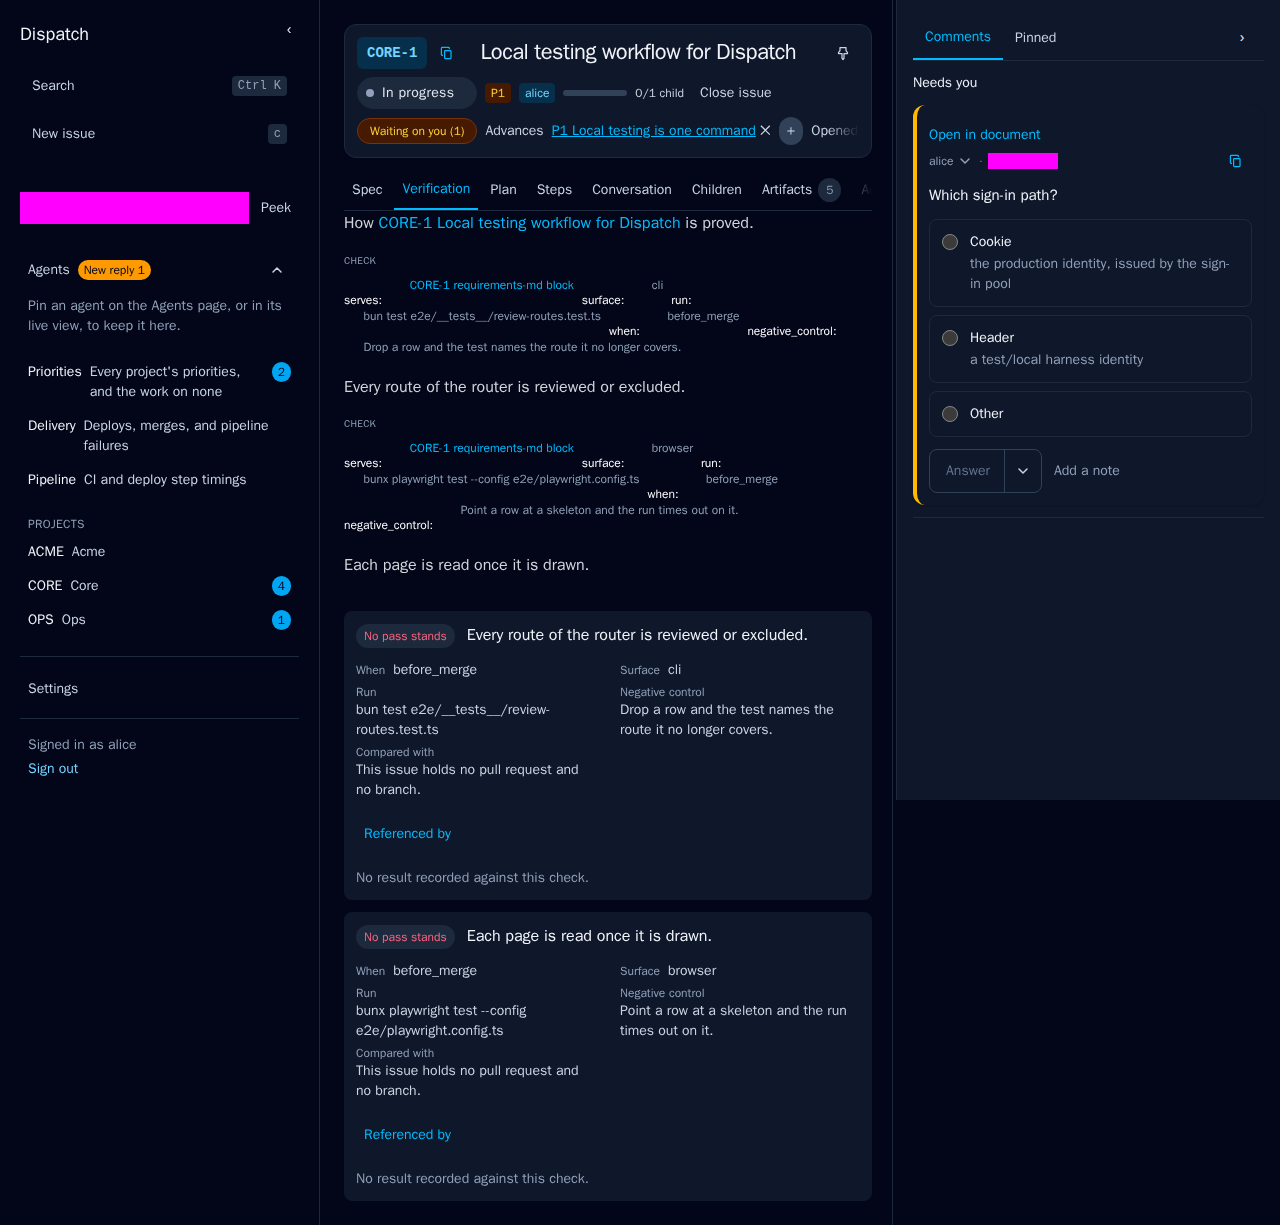 Dispatch
Search
Ctrl K
New issue
C
Peek
Agents
New reply 1
Pin an agent on the Agents page, or in its
live view, to keep it here.
Priorities
Every project's priorities,
and the work on none
2
Delivery
Deploys, merges, and pipeline
failures
Pipeline
CI and deploy step timings
PROJECTS
ACME Acme
CORE Core
4
OPS Ops
1
Settings
Signed in as alice
Sign out
CORE-1
Local testing workflow for Dispatch
In progress
P1
alice
0/1 child
Close issue
Waiting on you (1)
Advances
P1 Local testing is one command
Opened
Spec
Verification
Plan
Steps
Conversation
Children
Artifacts
5
How CORE-1 Local testing workflow for Dispatch is proved.
CHECK
CORE-1 requirements-md block
cli
serves:
surface:
run:
bun test e2e/__tests__/review-routes.test.ts
before_merge
when:
negative_control:
Drop a row and the test names the route it no longer covers.
Every route of the router is reviewed or excluded.
CHECK
CORE-1 requirements-md block
browser
serves:
surface:
run:
bunx playwright test --config e2e/playwright.config.ts
before_merge
when:
Point a row at a skeleton and the run times out on it.
negative_control:
Each page is read once it is drawn.
No pass stands
Every route of the router is reviewed or excluded.
When before_merge
Surface cli
Run
bun test e2e/__tests__/review-
routes.test.ts
Negative control
Drop a row and the test names the
route it no longer covers.
Compared with
This issue holds no pull request and
no branch.
Referenced by
No result recorded against this check.
No pass stands
Each page is read once it is drawn.
When before_merge
Surface browser
Run
bunx playwright test --config
e2e/playwright.config.ts
Negative control
Point a row at a skeleton and the run
times out on it.
Compared with
This issue holds no pull request and
no branch.
Referenced by
No result recorded against this check.
Comments
Pinned
Needs you
Open in document
alice
Which sign-in path?
Cookie
the production identity, issued by the sign-
in pool
Header
a test/local harness identity
Other
Answer
Add a note